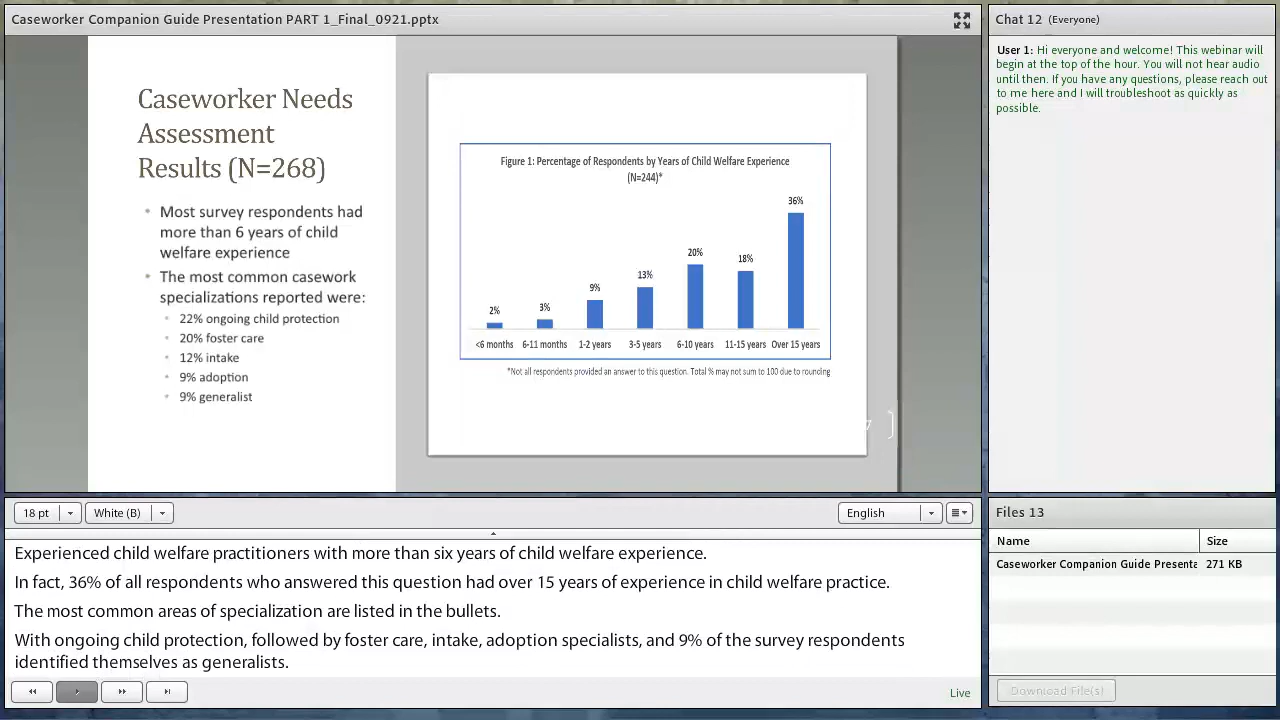 Caseworker Companion Guide Presentation PART 1_Final_0921.pptx
Caseworker Needs
Assessment
Results (N=268)
Most survey respondents had
more than 6 years of child
welfare experience
The most common casework
specializations reported were:
22% ongoing child protection
20% foster care
12% intake
9% adoption
9% generalist
Figure 1: Percentage of Respondents by Years of Child Welfare Experience
(N=244)*
2%
3%
9%
13%
20%
18%
36%
<6 months
6-11 months
1-2 years
3-5 years
6-10 years
11-15 years
Over 15 years
*Not all respondents provided an answer to this question. Total % may not sum to 100 due to rounding
Chat 12 (Everyone)
User 1: Hi everyone and welcome! This webinar will
begin at the top of the hour. You will not hear audio
until then. If you have any questions, please reach out
to me here and I will troubleshoot as quickly as
possible.
18 pt
White (B)
English
Experienced child welfare practitioners with more than six years of child welfare experience.
In fact, 36% of all respondents who answered this question had over 15 years of experience in child welfare practice.
The most common areas of specialization are listed in the bullets.
With ongoing child protection, followed by foster care, intake, adoption specialists, and 9% of the survey respondents
identified themselves as generalists.
Live
Files 13
Name
Size
Caseworker Companion Guide Presenta
271 KB
Download File(s)